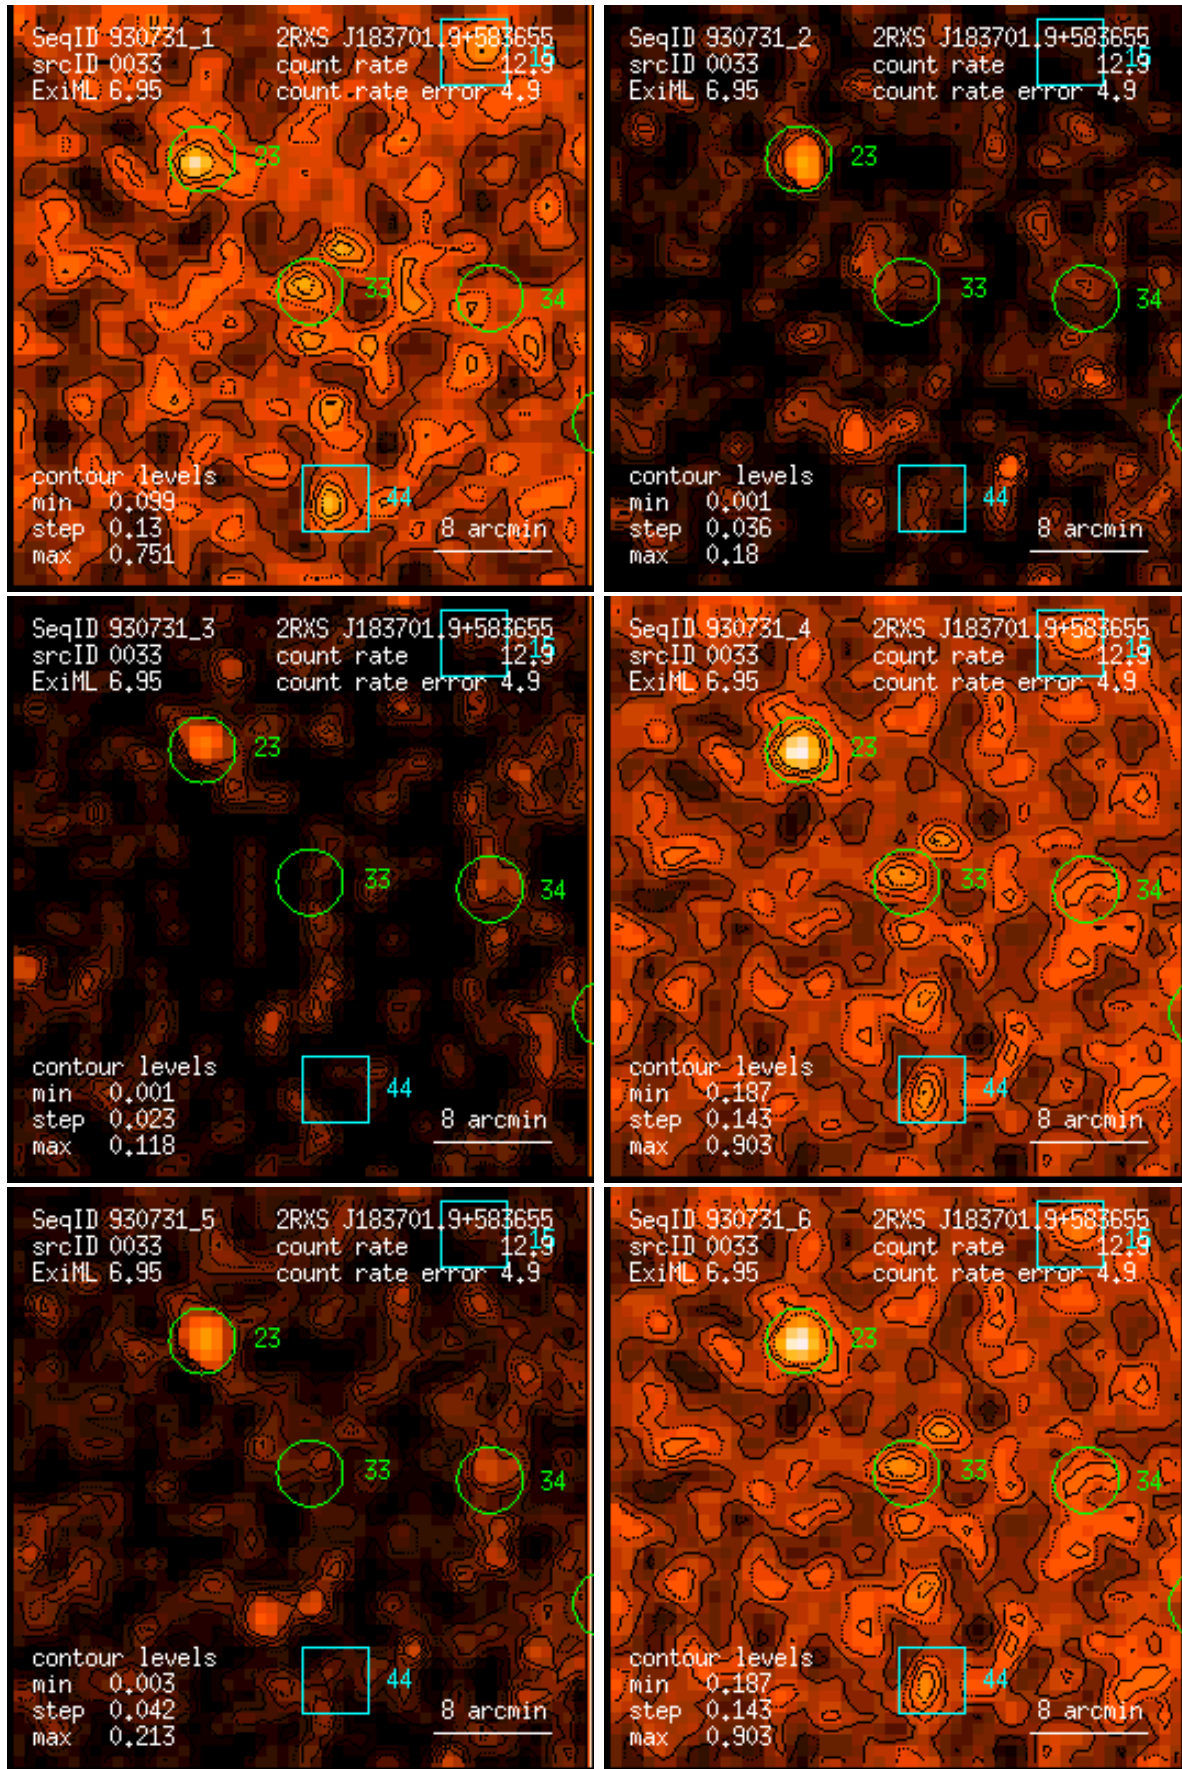 SeqID 930731_1 2RXS J183701.9+583655
srcID 0033 count rate 12.9
15
ExiML 6.95 count rate error 4.9
23
33
34
contour levels
min 0.099
44
step 0.13 8 arcmin
max 0.751
SeqID 930731_2 2RXS J183701.9+583655
srcID 0033 count rate 12.9
15
ExiML 6.95 count rate error 4.9
23
33
34
contour levels
min 0.001
44
step 0.036 8 arcmin
max 0.18
SeqID 930731_3 2RXS J183701.9+583655
srcID 0033 count rate 12.9
15
ExiML 6.95 count rate error 4.9
23
33
34
contour levels
min 0.001
44
step 0.023 8 arcmin
max 0.118
SeqID 930731_4 2RXS J183701.9+583655
srcID 0033 count rate 12.9
15
ExiML 6.95 count rate error 4.9
23
33
34
contour levels
min 0.187
44
step 0.143 8 arcmin
max 0.903
SeqID 930731_5 2RXS J183701.9+583655
srcID 0033 count rate 12.9
15
ExiML 6.95 count rate error 4.9
23
33
34
contour levels
min 0.003
44
step 0.042 8 arcmin
max 0.213
SeqID 930731_6 2RXS J183701.9+583655
srcID 0033 count rate 12.9
15
ExiML 6.95 count rate error 4.9
23
33
34
contour levels
min 0.187
44
step 0.143 8 arcmin
max 0.903